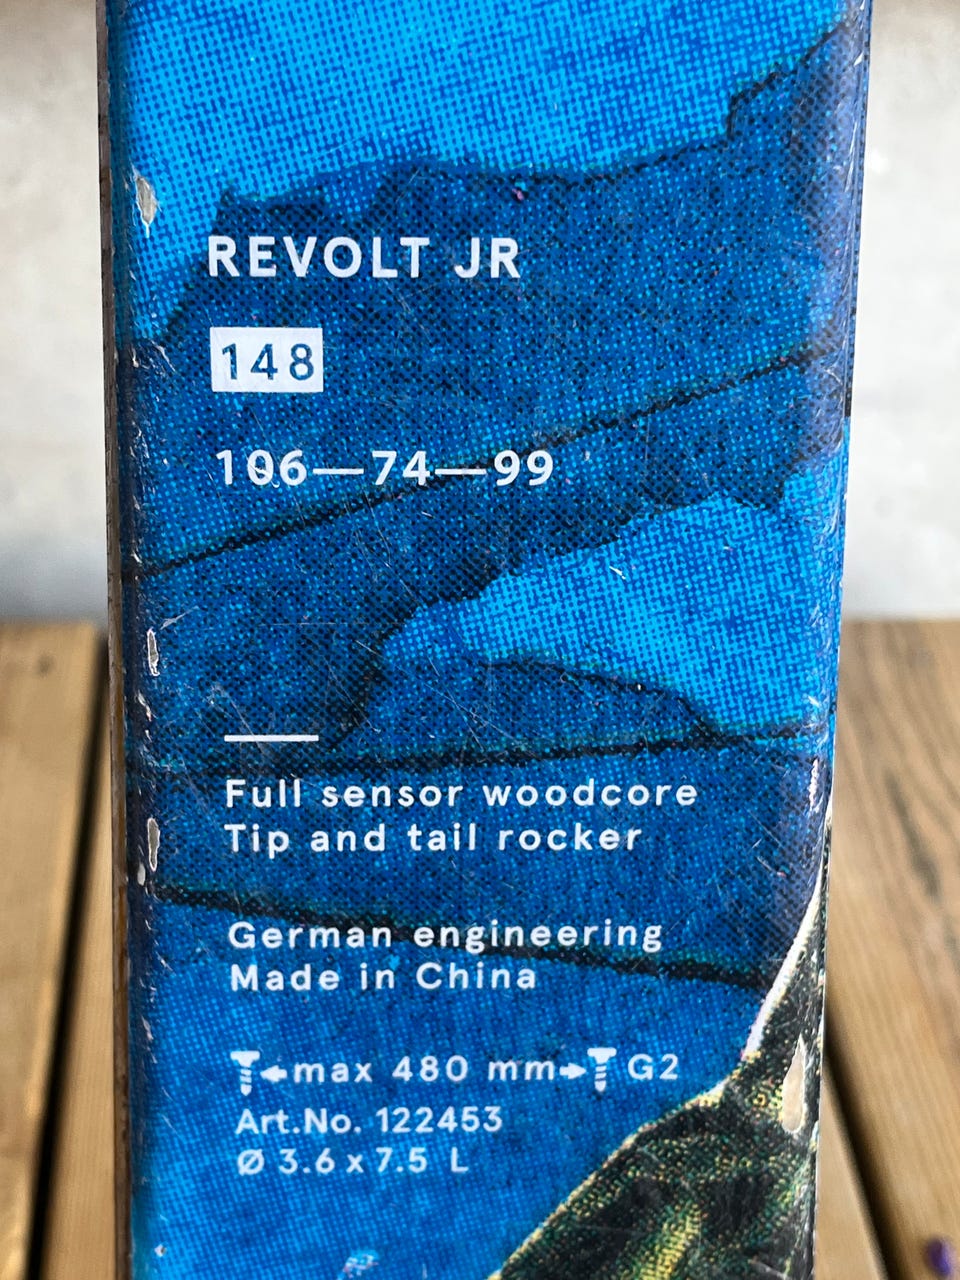 REVOLT JR
148
106—74—99
Full sensor woodcore
Tip and tail rocker
German engineering
Made in China
max 480 mm G2
Art.No. 122453
Ø 3.6 x 7.5 L